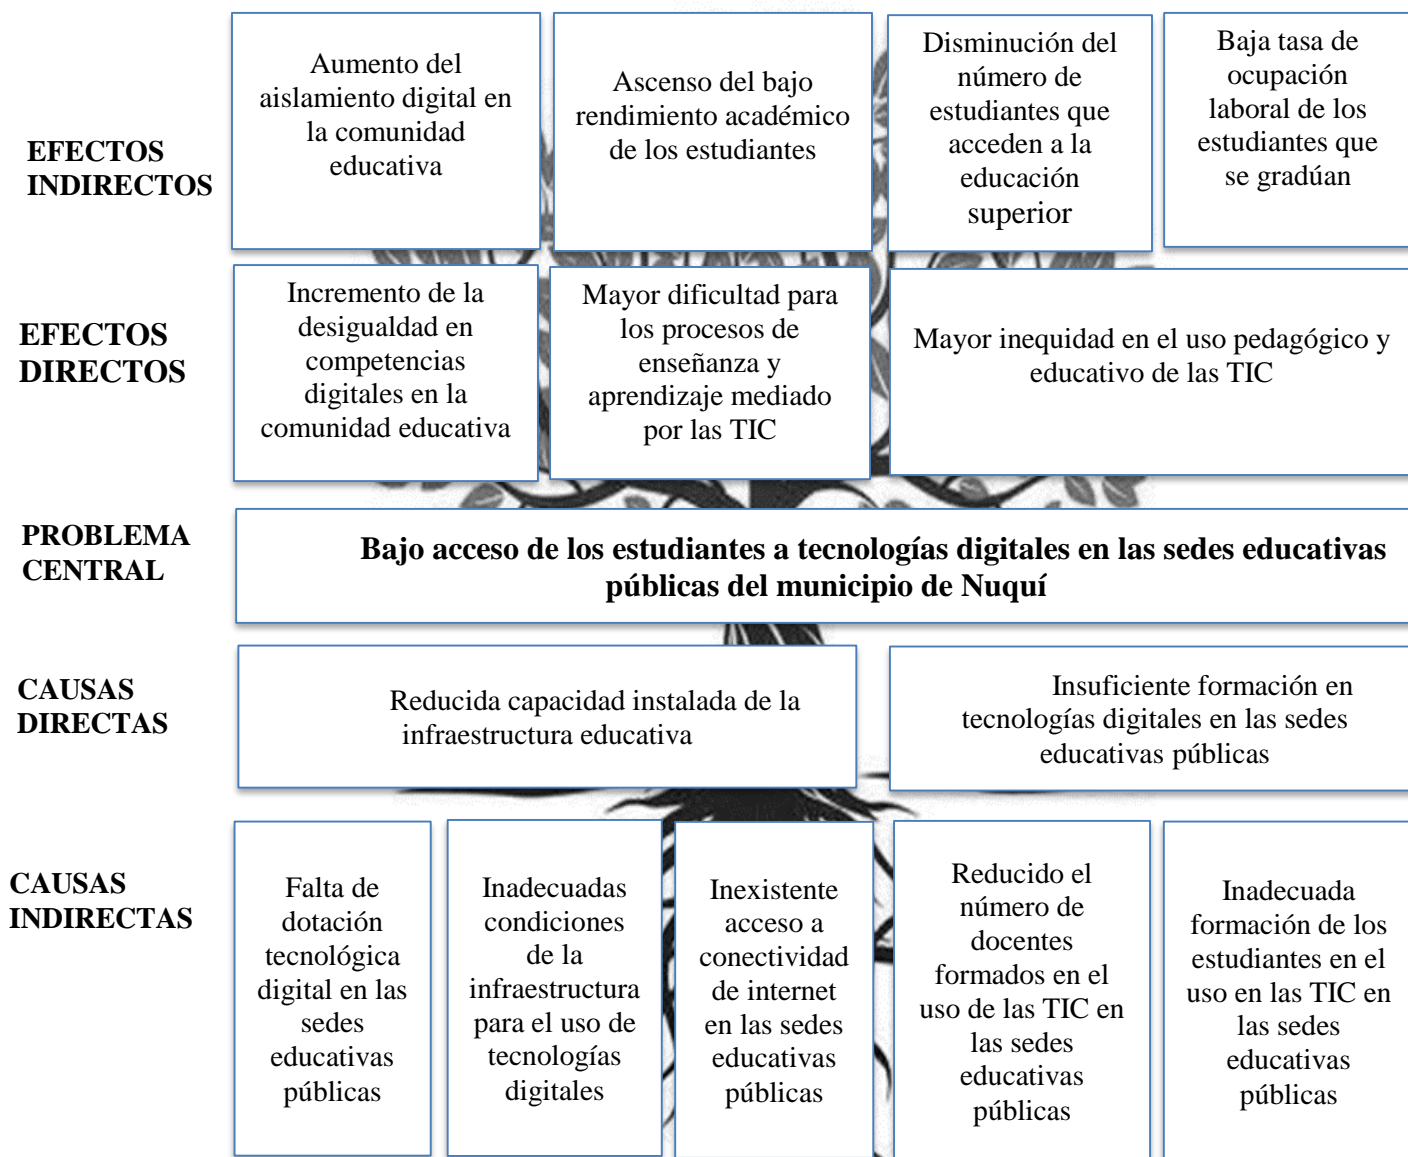 EFECTOS
INDIRECTOS
Aumento del
aislamiento digital en
la comunidad
educativa
Ascenso del bajo
rendimiento académico
de los estudiantes
Disminución del
número de
estudiantes que
acceden a la
educación
superior
Baja tasa de
ocupación
laboral de los
estudiantes que
se gradúan
EFECTOS
DIRECTOS
Incremento de la
desigualdad en
competencias
digitales en la
comunidad educativa
Mayor dificultad para
los procesos de
enseñanza y
aprendizaje mediado
por las TIC
Mayor inequidad en el uso pedagógico y
educativo de las TIC
PROBLEMA
CENTRAL
Bajo acceso de los estudiantes a tecnologías digitales en las sedes educativas
públicas del municipio de Nuquí
CAUSAS
DIRECTAS
Reducida capacidad instalada de la
infraestructura educativa
Insuficiente formación en
tecnologías digitales en las sedes
educativas públicas
CAUSAS
INDIRECTAS
Falta de
dotación
tecnológica
digital en las
sedes
educativas
públicas
Inadecuadas
condiciones
de la
infraestructura
para el uso de
tecnologías
digitales
Inexistente
acceso a
conectividad
de internet
en las sedes
educativas
públicas
Reducido el
número de
docentes
formados en el
uso de las TIC en
las sedes
educativas
públicas
Inadecuada
formación de los
estudiantes en el
uso en las TIC en
las sedes
educativas
públicas